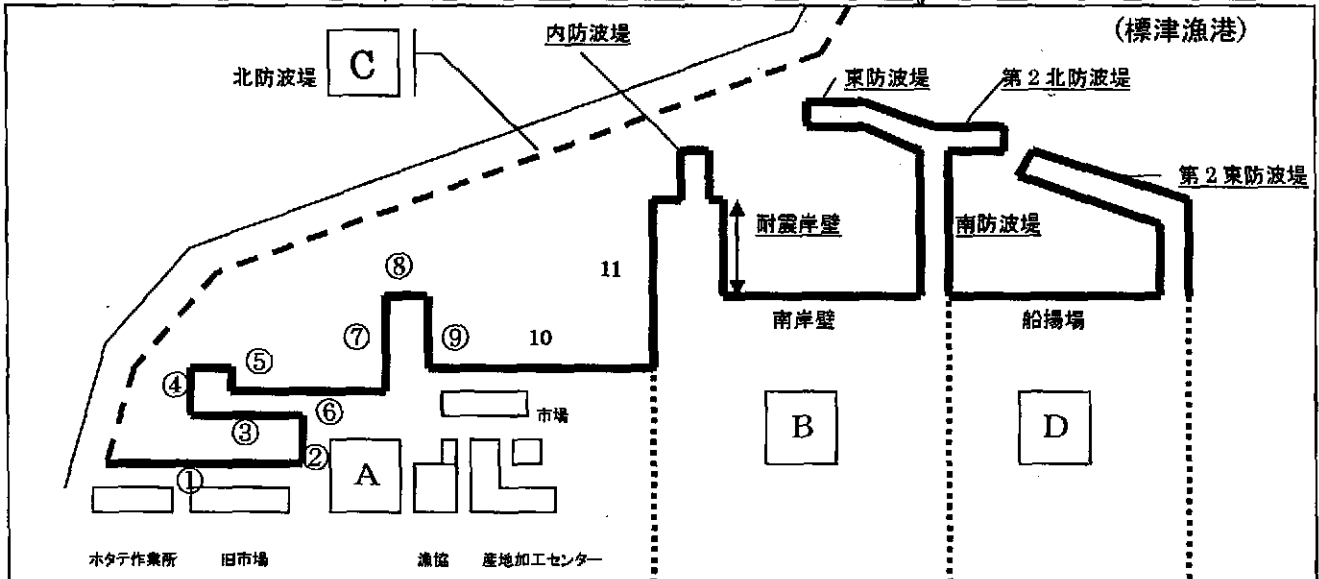 (標津漁港)
内防波堤
C
北防波堤
東防波堤
第2北防波堤
第2東防波堤
耐震岸壁
南防波堤
⑧
11
南岸壁
船揚場
⑦
⑨
10
⑤
④
⑥
市場
③
B
D
②
A
①
ホタテ作業所
旧市場
漁協
産地加工センター